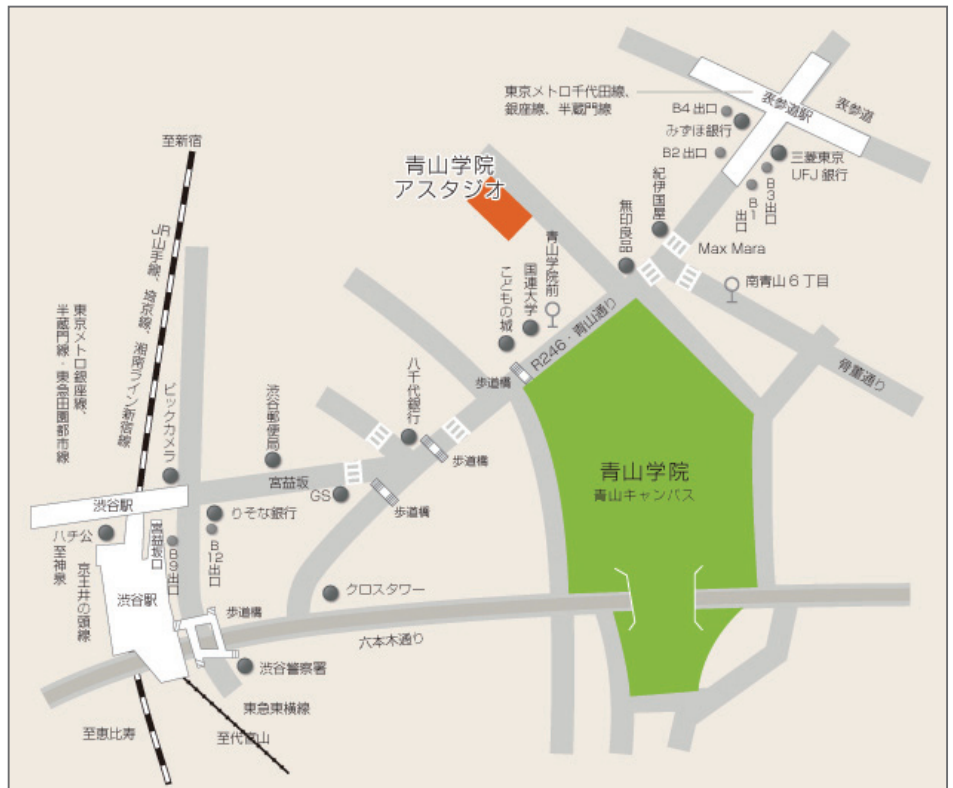 東京メトロ千代田線、
銀座線、半蔵門線
表参道駅
表参道
B4 出口
みずほ銀行
B2 出口
三菱東京
UFJ 銀行
B3出口
B1
出口
至新宿
青山学院
アスタジオ
紀伊国屋
無印良品
Max Mara
南青山 6 丁目
青山学院前
国連大学
こどもの城
R246・青山通り
骨董通り
JR
山手線、埼京線、湘南ライン新宿線
東京メトロ銀座線、
半蔵門線・東急田園都市線
ビックカメラ
渋谷郵便局
八千代銀行
歩道橋
歩道橋
歩道橋
宮益坂
GS
りそな銀行
渋谷駅
ハチ公
宮益坂口
B9出口
B12出口
至神泉
京王井の頭線
渋谷駅
歩道橋
クロスタワー
六本木通り
渋谷警察署
東急東横線
至恵比寿
至代官山
青山学院
青山キャンパス